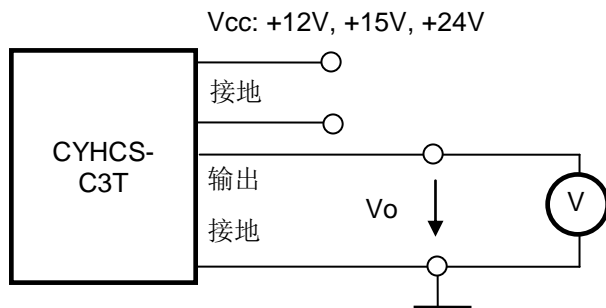 Vcc: +12V, +15V, +24V
接地
CYHCS-
C3T
输出
Vo
V
接地